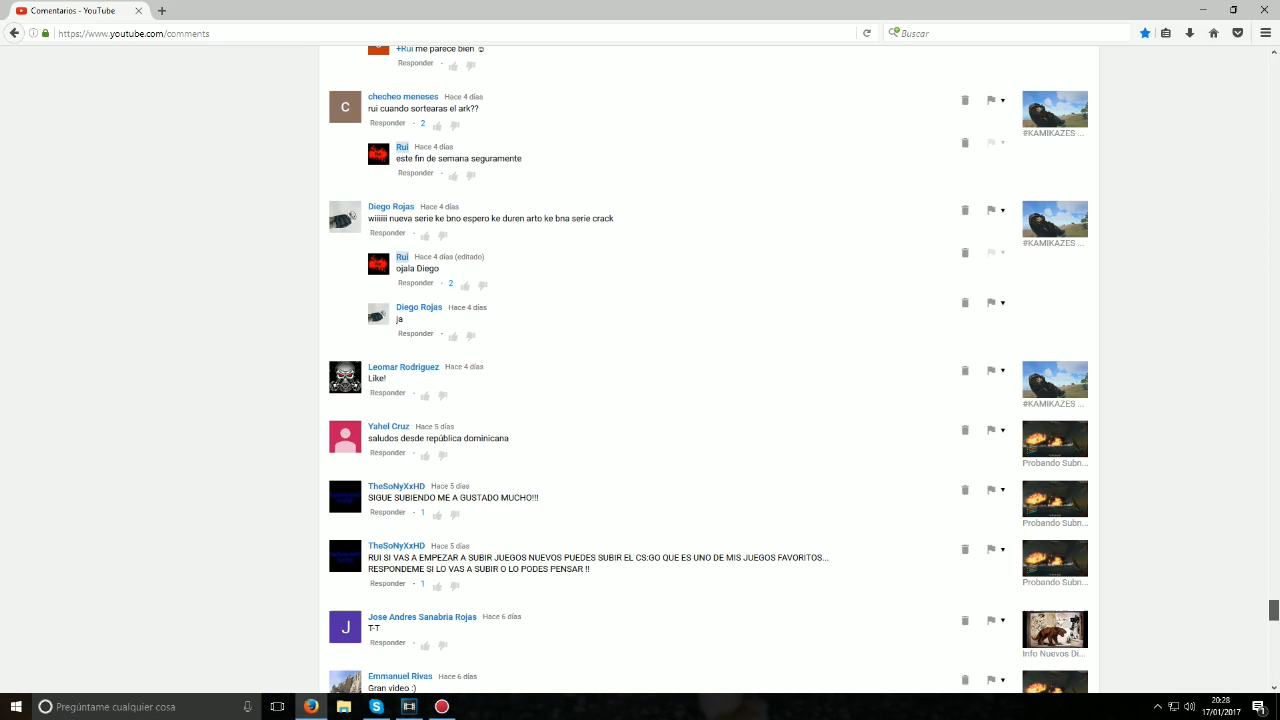 Comentarios - YouTube
https://www.youtube.com/comments
Buscar
+Rui me parece bien ☺
Responder
checheo meneses Hace 4 días
rui cuando sortearas el ark??
Responder · 2
#KAMIKAZES ...
Rui Hace 4 días
este fin de semana seguramente
Responder ·
Diego Rojas Hace 4 días
wiiiiii nueva serie ke bno espero ke duren arto ke bna serie crack
Responder ·
#KAMIKAZES ...
Rui Hace 4 días (editado)
ojala Diego
Responder · 2
Diego Rojas Hace 4 días
ja
Responder ·
Leomar Rodriguez Hace 4 días
Like!
Responder ·
#KAMIKAZES ...
Yahel Cruz Hace 5 días
saludos desde república dominicana
Responder ·
Probando Subn...
TheSoNyXxHD Hace 5 días
SIGUE SUBIENDO ME A GUSTADO MUCHO!!!
Responder · 1
Probando Subn...
TheSoNyXxHD Hace 5 días
RUI SI VAS A EMPEZAR A SUBIR JUEGOS NUEVOS PUEDES SUBIR EL CS:GO QUE ES UNO DE MIS JUEGOS FAVORITOS...
RESPONDEME SI LO VAS A SUBIR O LO PODES PENSAR !!
Responder · 1
Probando Subn...
J
Jose Andres Sanabria Rojas Hace 6 días
T-T
Responder ·
Info Nuevos Di...
Emmanuel Rivas Hace 6 días
Gran video :)
Pregúntame cualquier cosa
20:28
17/01/2017